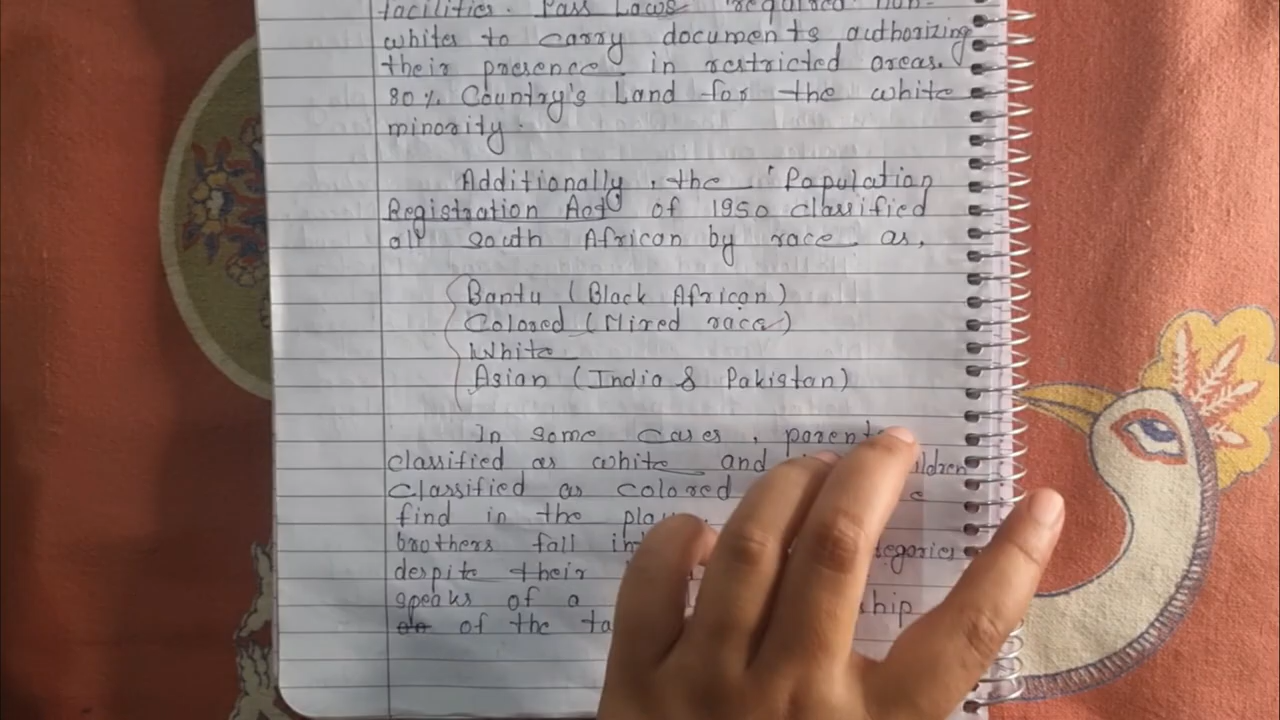 facilities. Pass Laws required non-
whites to carry documents authorizing
their presence in restricted areas.
80% Country's Land for the white
minority.
Additionally, the 'Population
Registration Act' of 1950 classified
all South African by race as,
Bantu (Black African)
Colored (Mixed race)
White
Asian (India & Pakistan)
In some cases, parents
classified as white and
classified as colored
find in the
brothers fall
despite their
speaks of a
of the